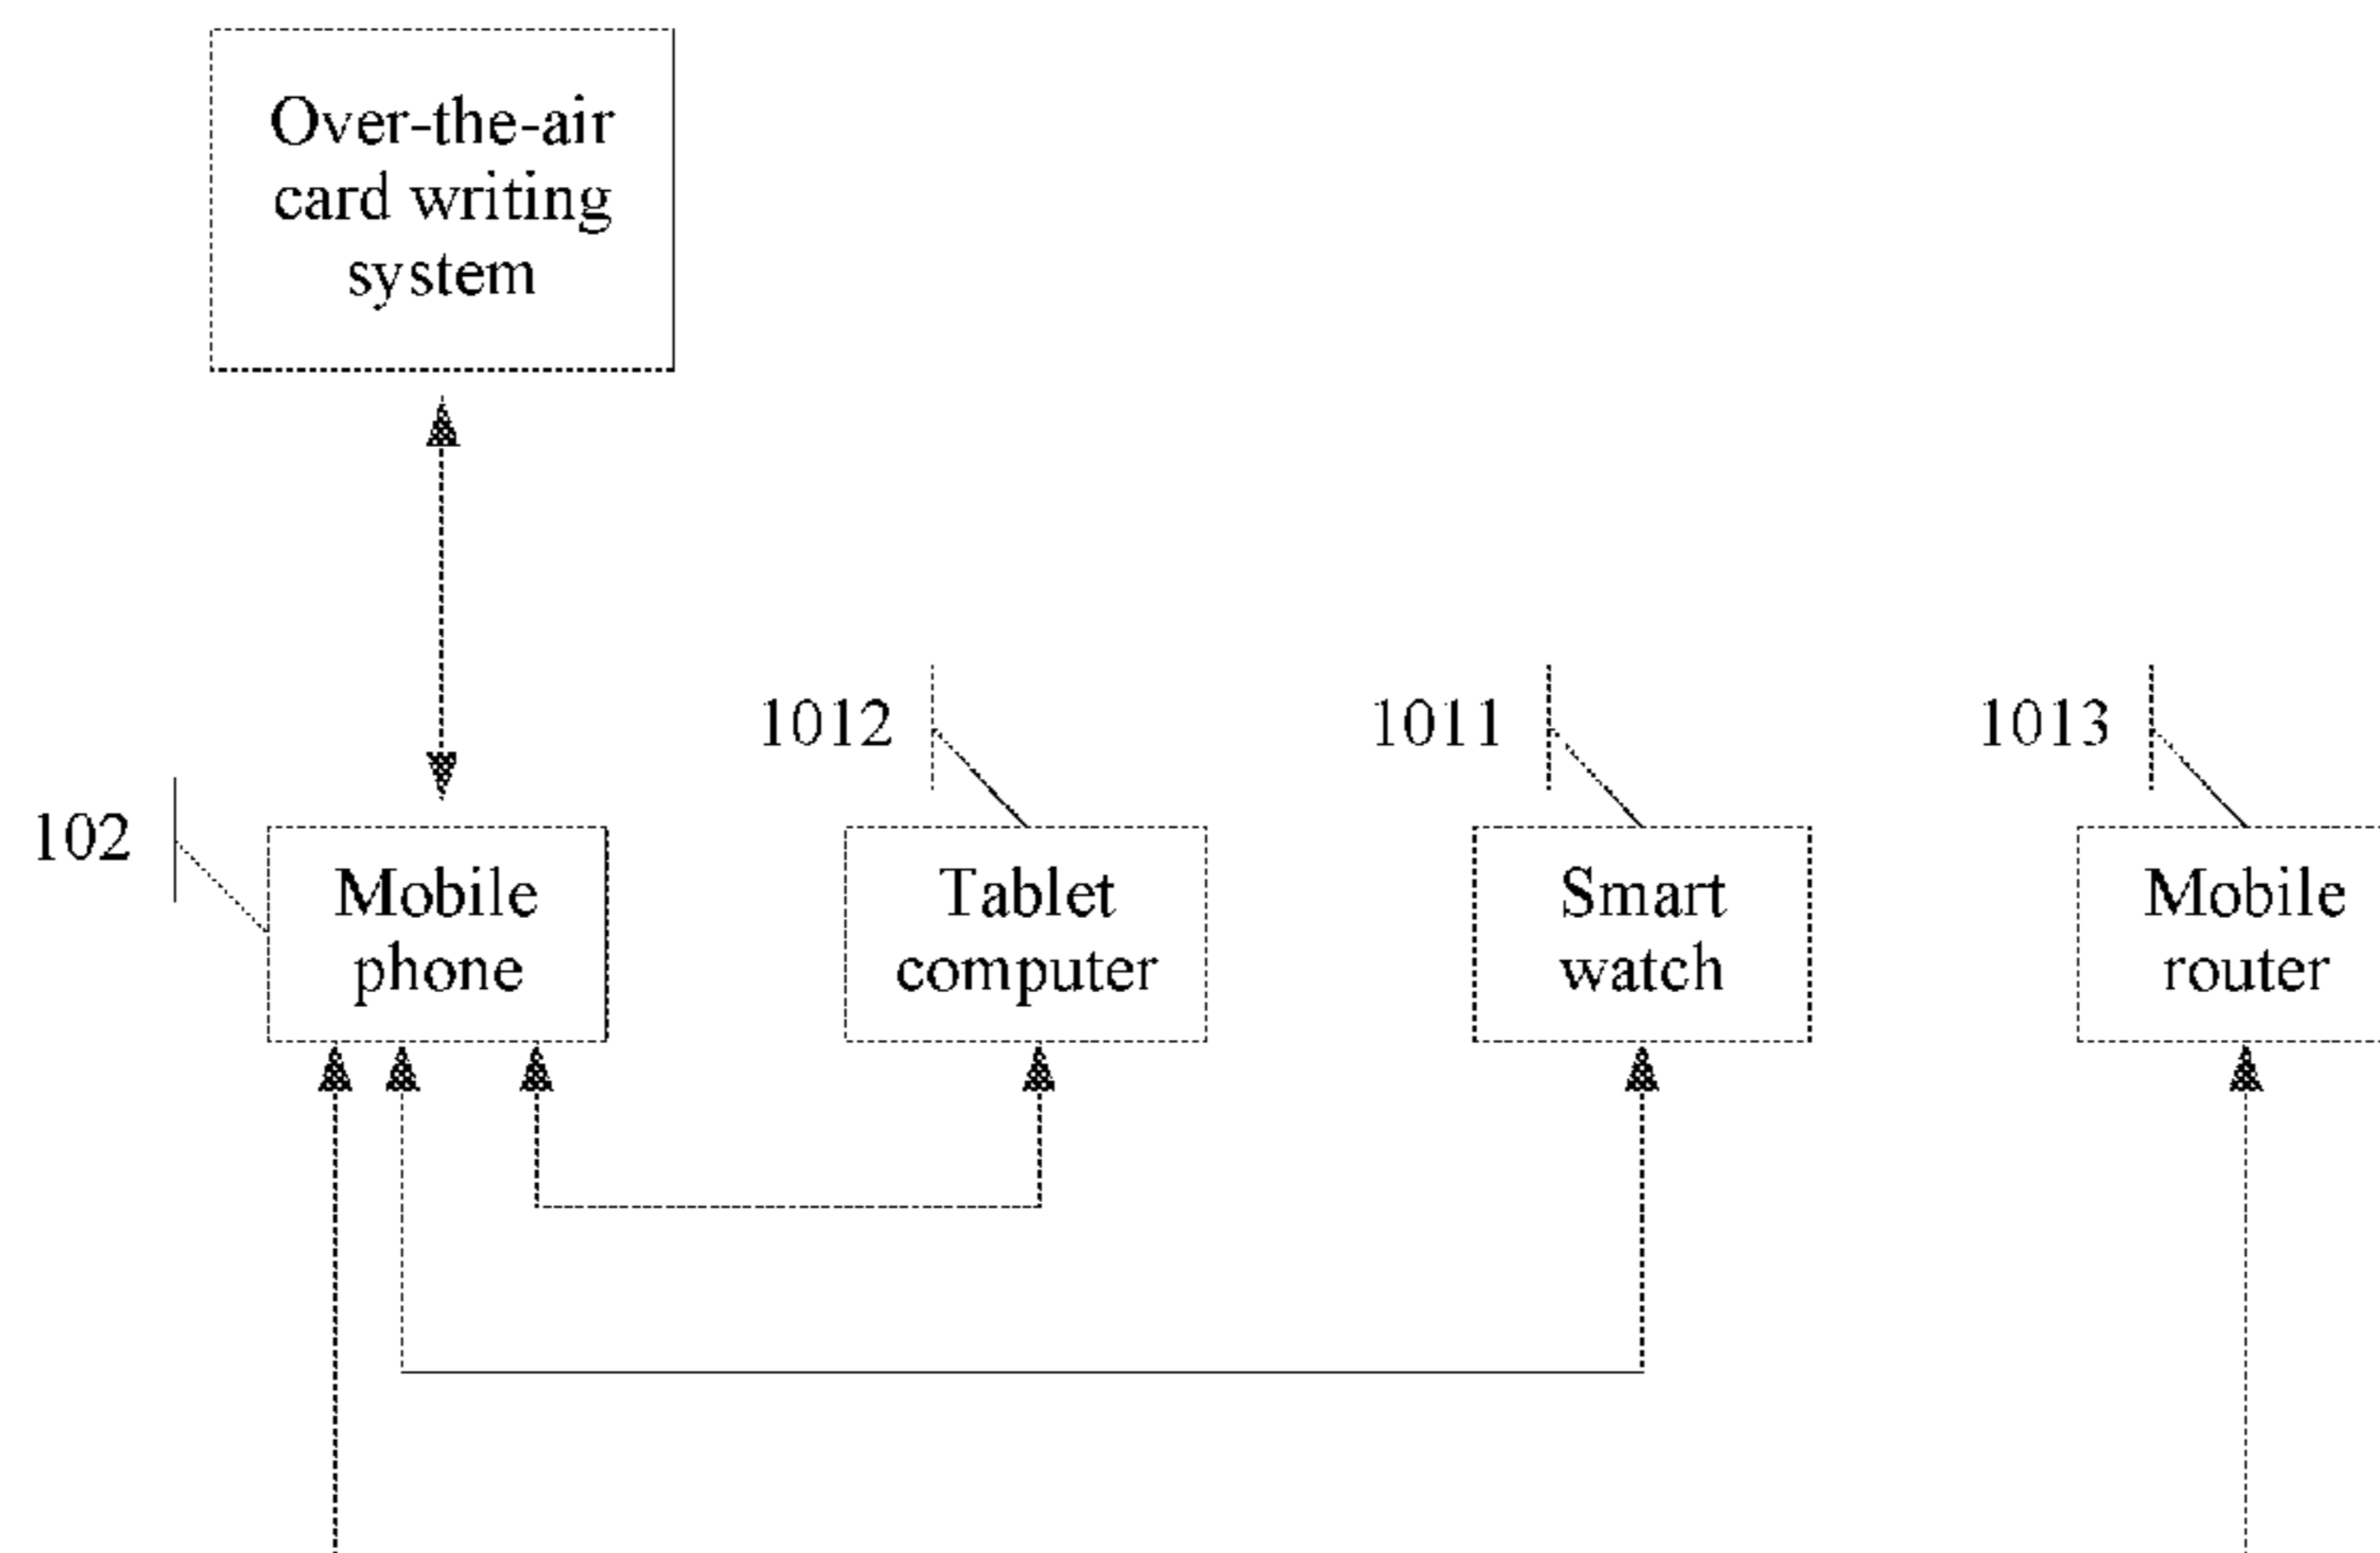 Over-the-air
card writing
system
1012
1011
1013
102
Mobile
phone
Tablet
computer
Smart
watch
Mobile
router